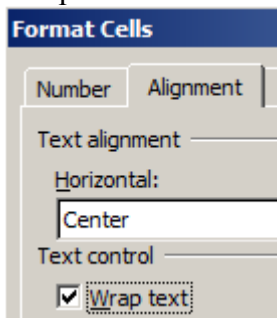 Format Cells
Number Alignment
Text alignment
Horizontal:
Center
Text control
Wrap text